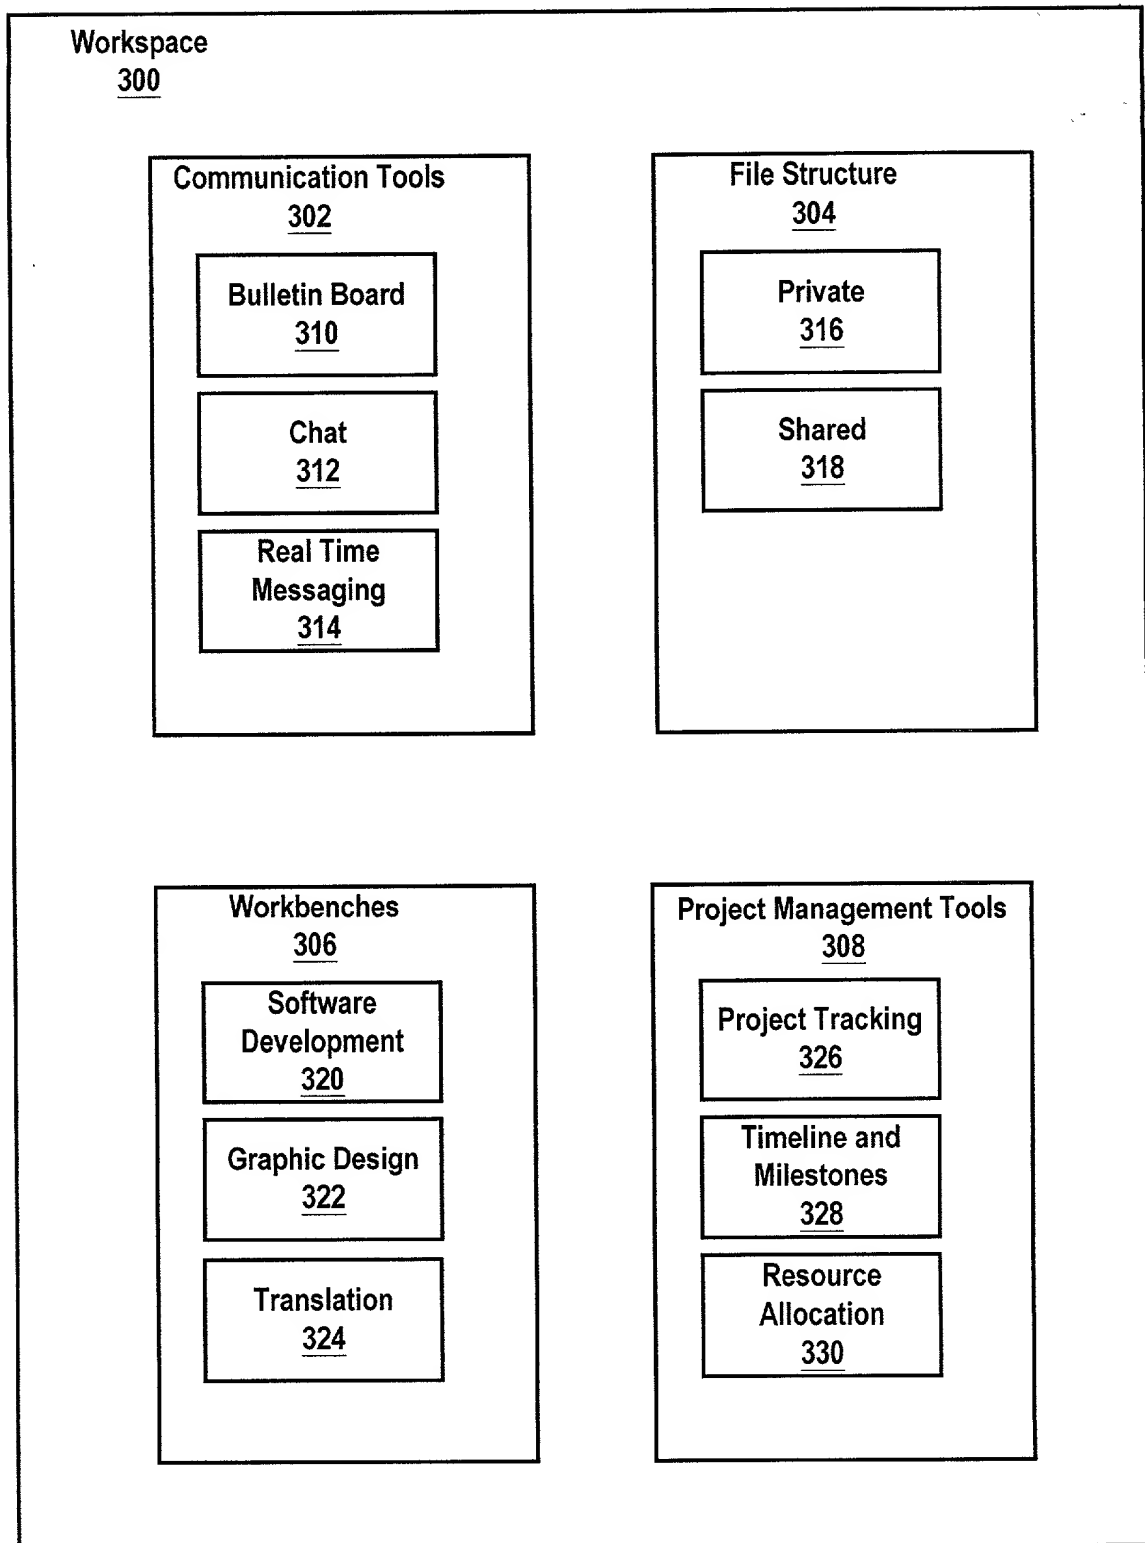 Workspace
300
Communication Tools
302
Bulletin Board
310
Chat
312
Real Time
Messaging
314
File Structure
304
Private
316
Shared
318
Workbenches
306
Software
Development
320
Graphic Design
322
Translation
324
Project Management Tools
308
Project Tracking
326
Timeline and
Milestones
328
Resource
Allocation
330